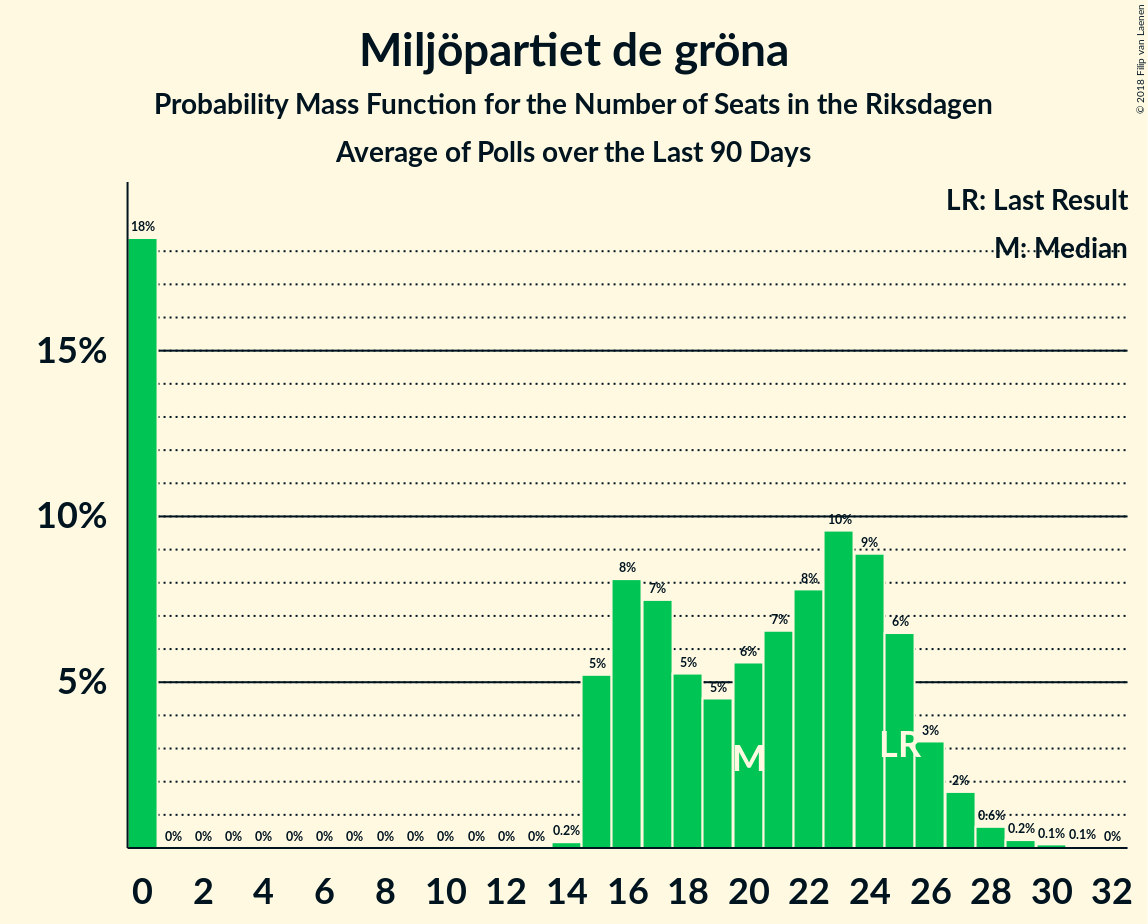 Miljöpartiet de gröna
Probability Mass Function for the Number of Seats in the Riksdagen
Average of Polls over the Last 90 Days
© 2018 Filip van Laenen
LR: Last Result
M: Median
18%
15%
10%
5%
0% 0% 0% 0% 0% 0% 0% 0% 0% 0% 0% 0% 0% 0.2% 5% 8% 7% 5% 5% 6% 7% 8% 10% 9% 6% 3% 2% 0.6% 0.2% 0.1% 0.1% 0%
M
LR
0 2 4 6 8 10 12 14 16 18 20 22 24 26 28 30 32